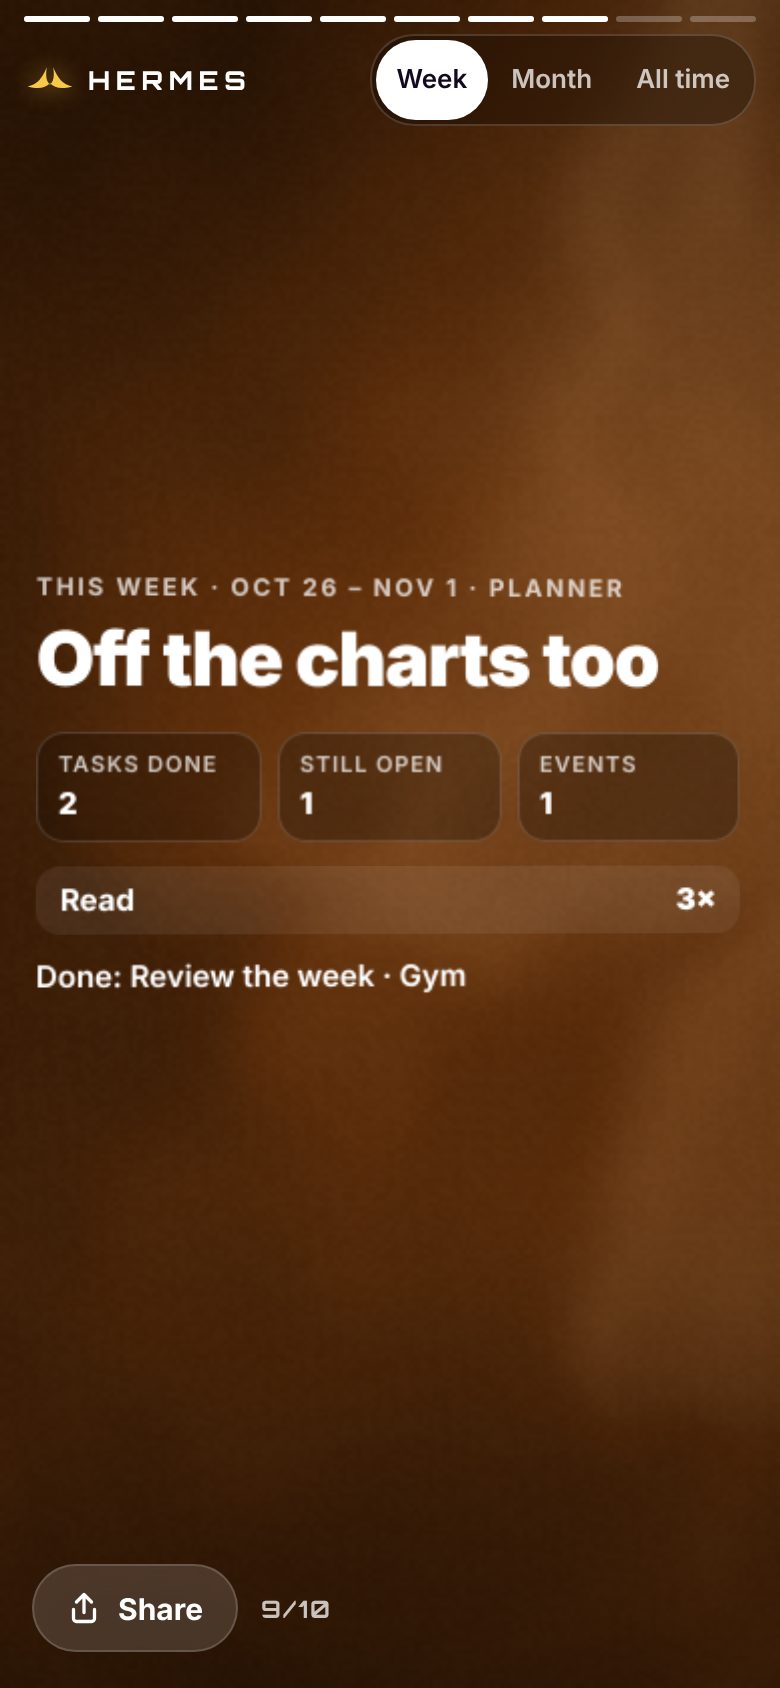 HERMES
Week Month All time
THIS WEEK · OCT 26 – NOV 1 · PLANNER
Off the charts too
TASKS DONE
2
STILL OPEN
1
EVENTS
1
Read 3×
Done: Review the week · Gym
Share 9/10